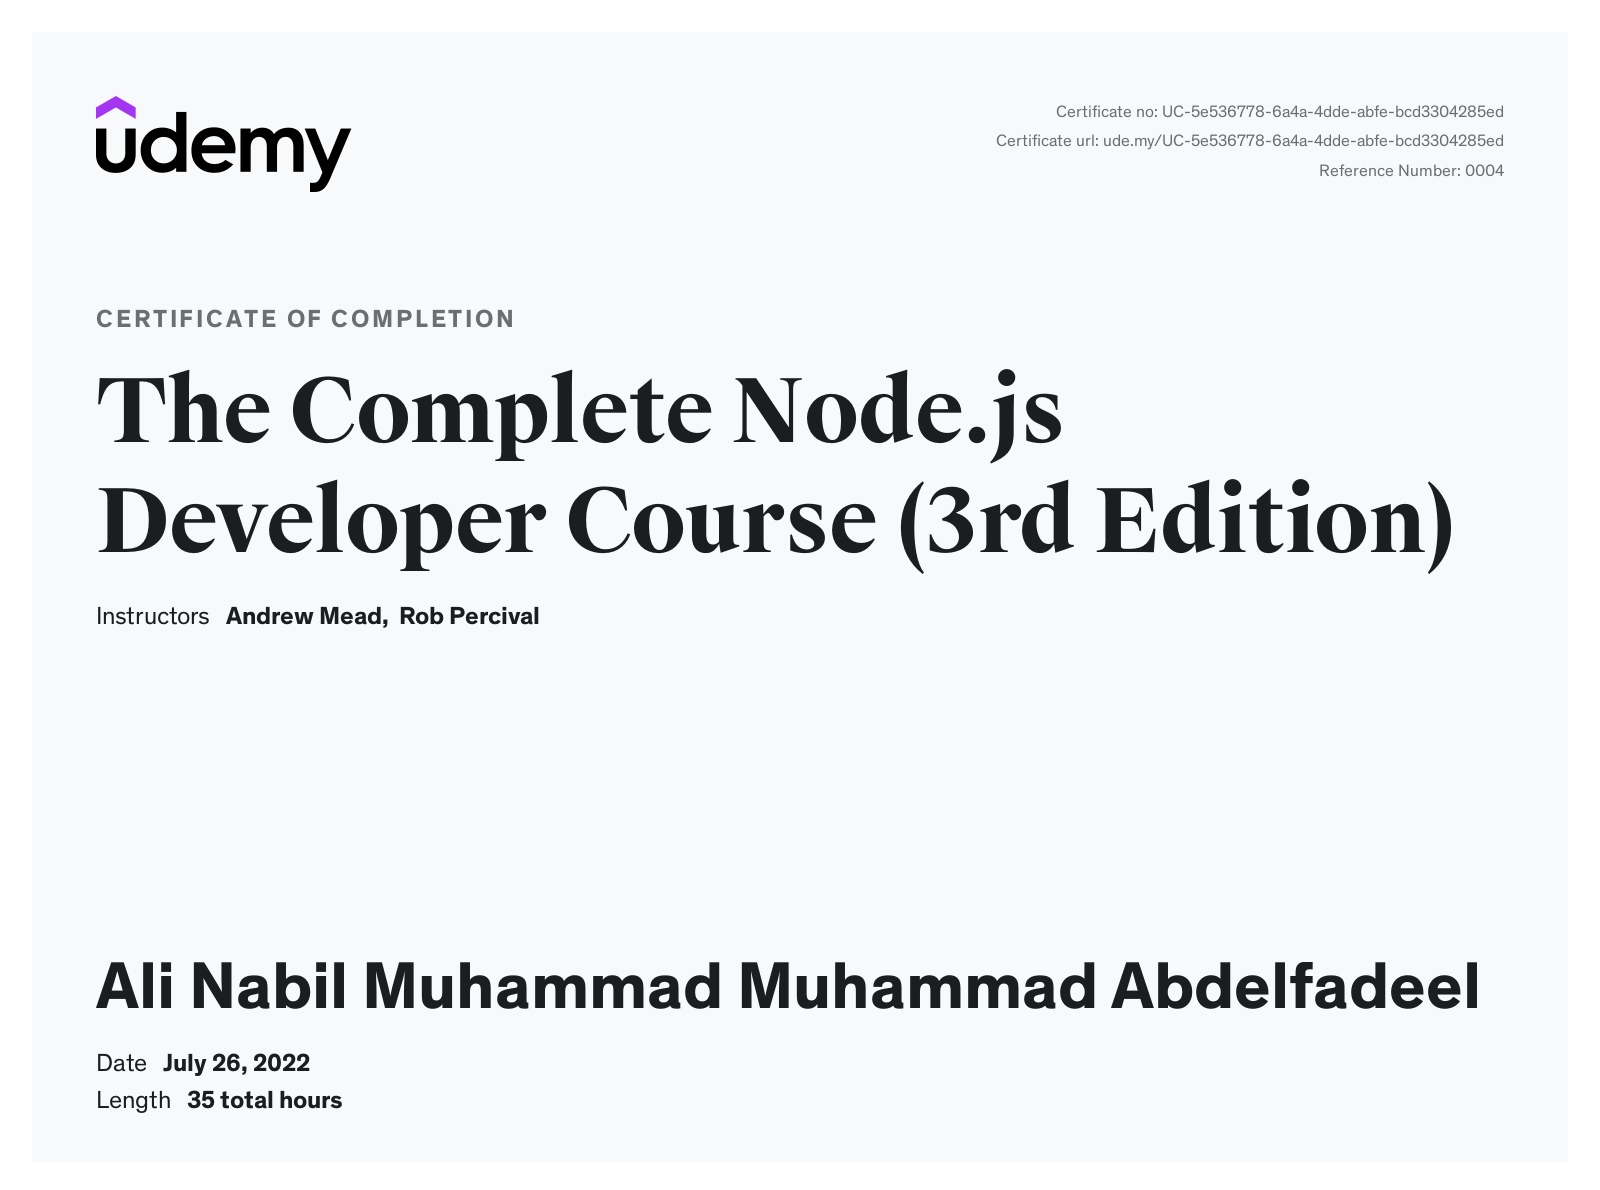 udemy
Certificate no: UC-5e536778-6a4a-4dde-abfe-bcd3304285ed
Certificate url: ude.my/UC-5e536778-6a4a-4dde-abfe-bcd3304285ed
Reference Number: 0004
CERTIFICATE OF COMPLETION
The Complete Node.js
Developer Course (3rd Edition)
Instructors Andrew Mead, Rob Percival
Ali Nabil Muhammad Muhammad Abdelfadeel
Date July 26, 2022
Length 35 total hours